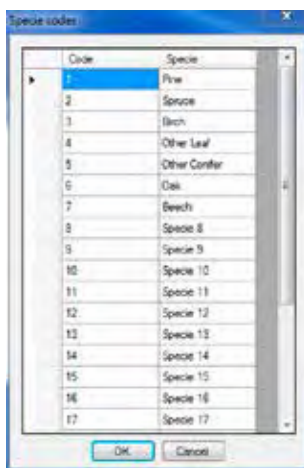 Specie codes
Code Specie
1 Pine
2 Spruce
3 Birch
4 Other Leaf
5 Other Conifer
6 Oak
7 Beech
8 Specie 8
9 Specie 9
10 Specie 10
11 Specie 11
12 Specie 12
13 Specie 13
14 Specie 14
15 Specie 15
16 Specie 16
17 Specie 17
OK Cancel